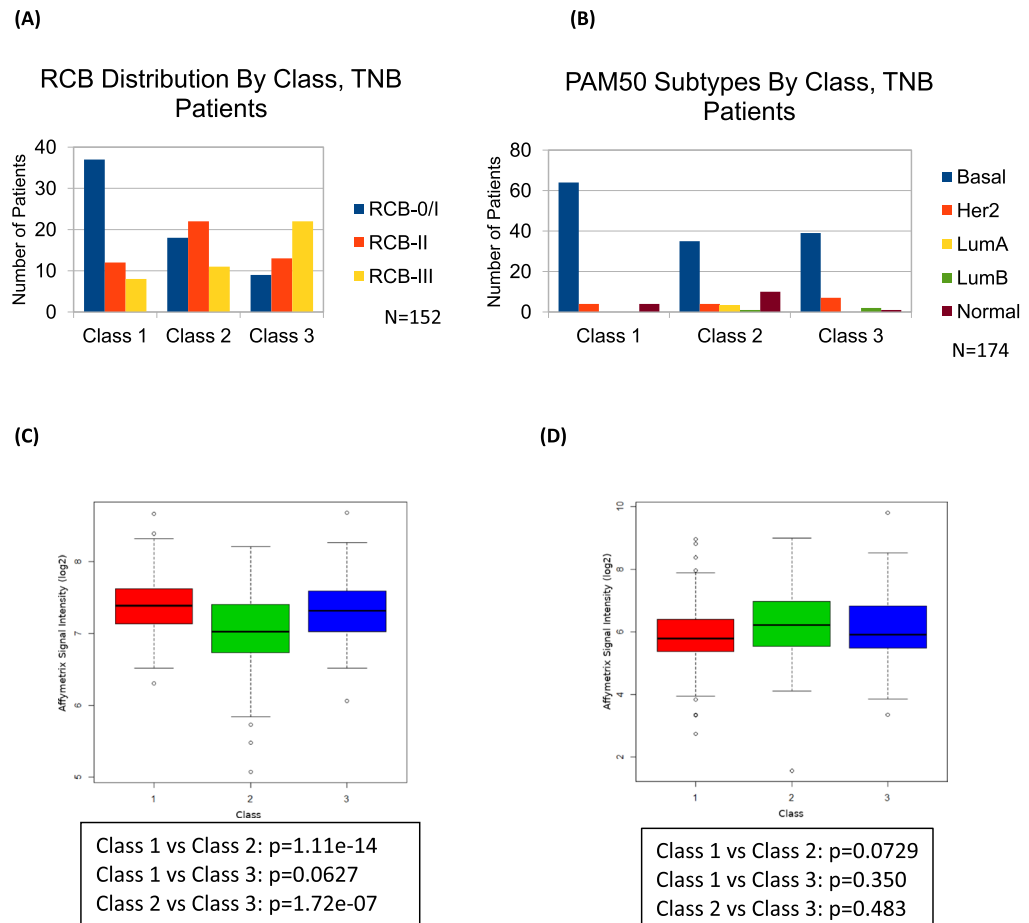 (A)
RCB Distribution By Class, TNB
Patients
Number of Patients
40
30
20
10
0
Class 1
Class 2
Class 3
RCB-0/I
RCB-II
RCB-III
N=152
(B)
PAM50 Subtypes By Class, TNB
Patients
Number of Patients
80
60
40
20
0
Class 1
Class 2
Class 3
Basal
Her2
LumA
LumB
Normal
N=174
(C)
Affymetrix Signal Intensity (log2)
8
7
6
5
1
2
3
Class
Class 1 vs Class 2: p=1.11e-14
Class 1 vs Class 3: p=0.0627
Class 2 vs Class 3: p=1.72e-07
(D)
Affymetrix Signal Intensity (log2)
10
8
6
4
2
1
2
3
Class
Class 1 vs Class 2: p=0.0729
Class 1 vs Class 3: p=0.350
Class 2 vs Class 3: p=0.483